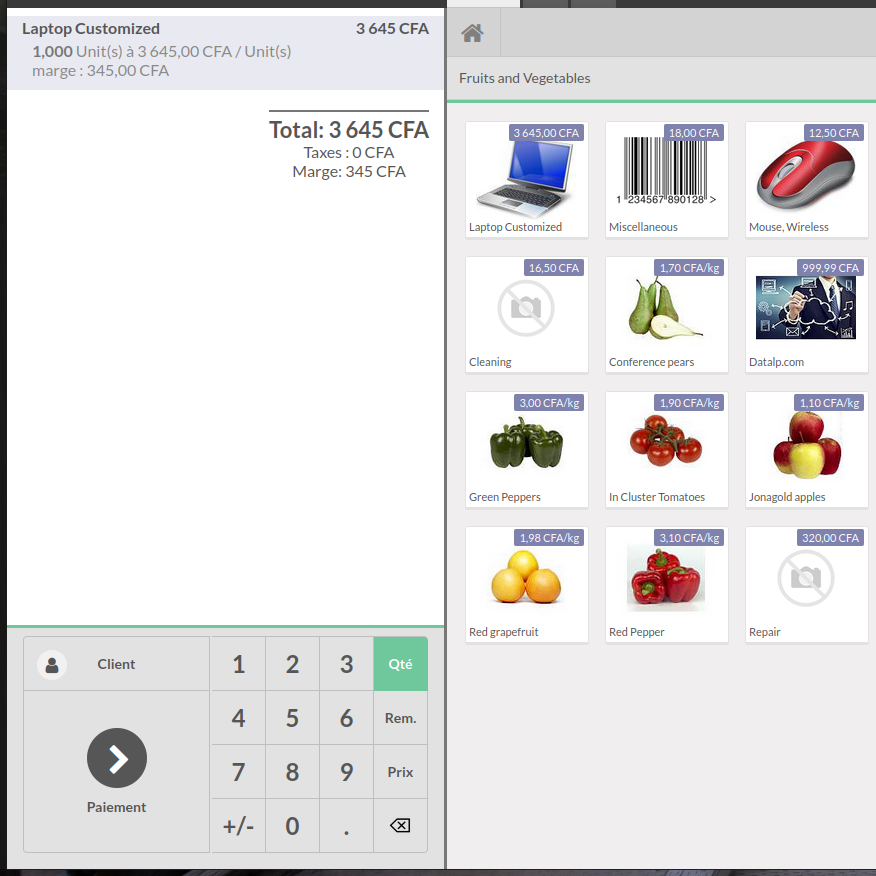 Laptop Customized 3 645 CFA
1,000 Unit(s) à 3 645,00 CFA / Unit(s)
marge : 345,00 CFA
Total: 3 645 CFA
Taxes : 0 CFA
Marge: 345 CFA
Client 1 2 3 Qté
4 5 6 Rem.
Paiement 7 8 9 Prix
+/- 0 .
Fruits and Vegetables
3 645,00 CFA 18,00 CFA 12,50 CFA
1 234567 890128 >
Laptop Customized Miscellaneous Mouse, Wireless
16,50 CFA 1,70 CFA/kg 999,99 CFA
Cleaning Conference pears Datalp.com
3,00 CFA/kg 1,90 CFA/kg 1,10 CFA/kg
Green Peppers In Cluster Tomatoes Jonagold apples
1,98 CFA/kg 3,10 CFA/kg 320,00 CFA
Red grapefruit Red Pepper Repair